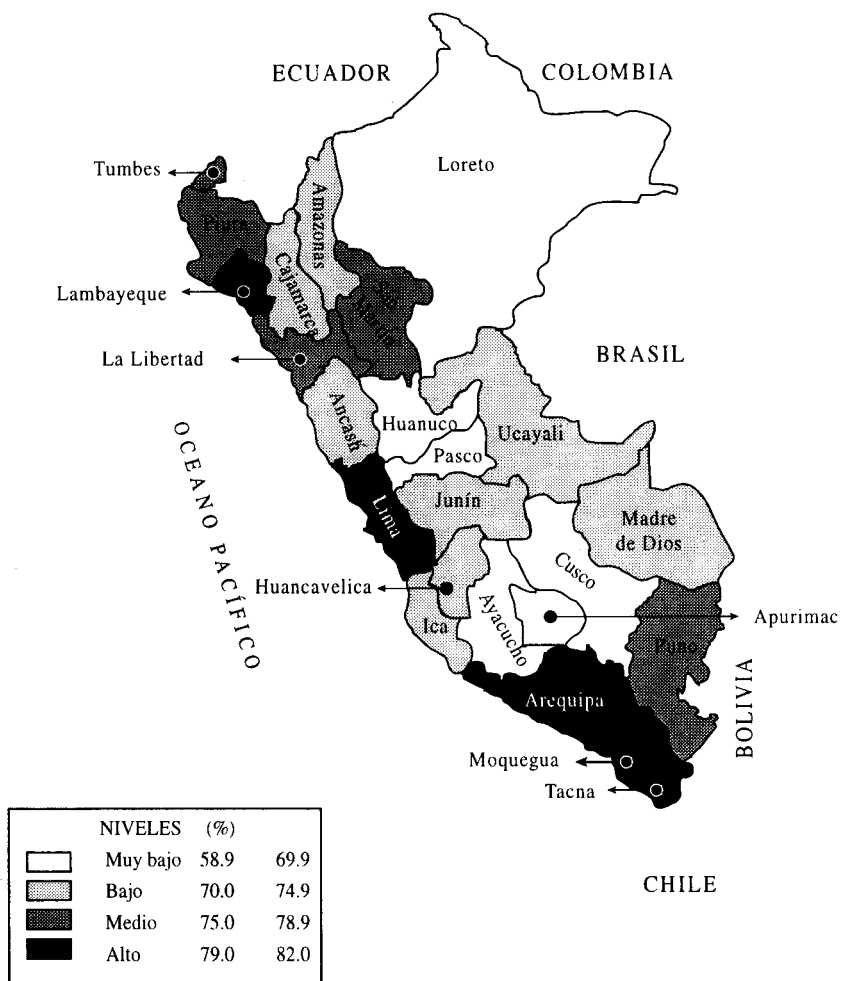 ECUADOR
COLOMBIA
Loreto
Tumbes
Amazonas
Piura
Cajamarca
San
Martín
Lambayeque
La Libertad
BRASIL
Ancash
Huanuco
Ucayali
Pasco
OCEANO PACÍFICO
Junín
Lima
Madre
de Dios
Cusco
Huancavelica
Ayacucho
Apurimac
Ica
Puno
Arequipa
BOLIVIA
Moquegua
Tacna
NIVELES (%)
Muy bajo 58.9 69.9
Bajo 70.0 74.9
Medio 75.0 78.9
Alto 79.0 82.0
CHILE